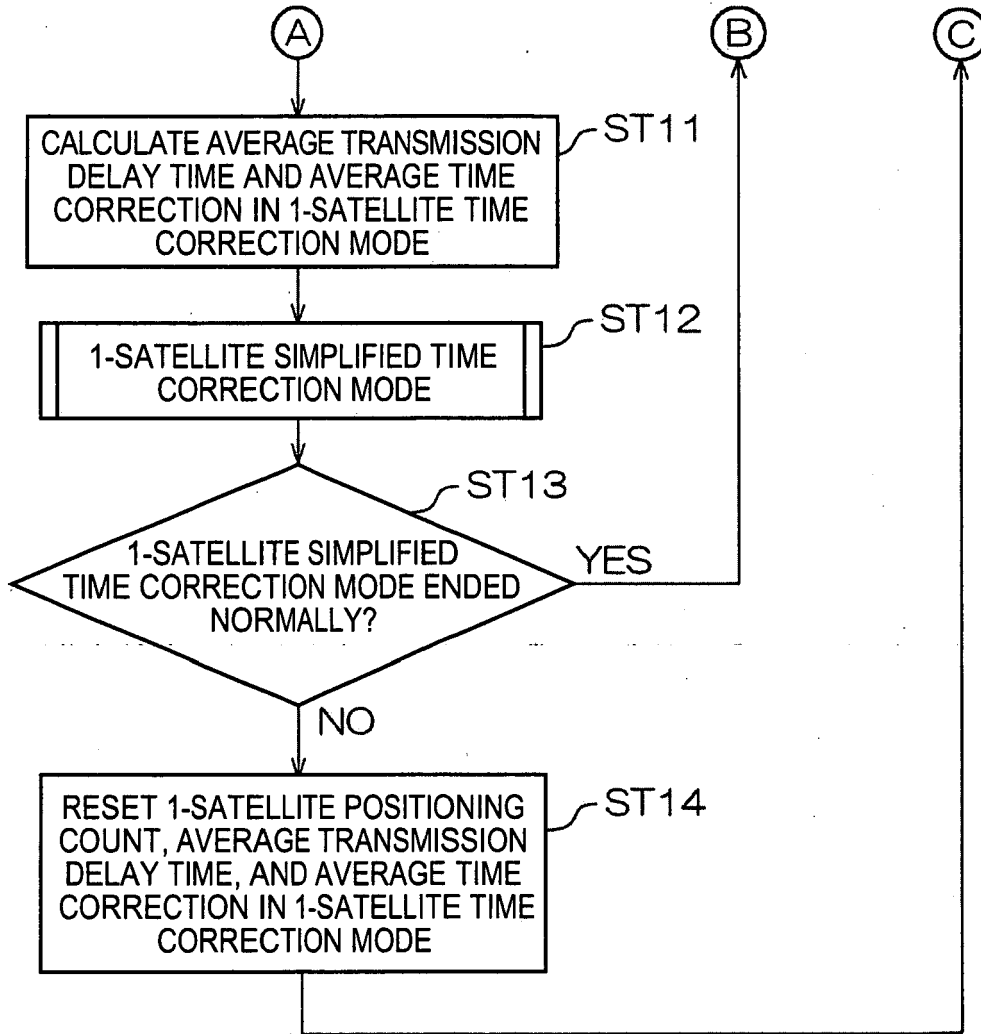 A
B
C
ST11
CALCULATE AVERAGE TRANSMISSION
DELAY TIME AND AVERAGE TIME
CORRECTION IN 1-SATELLITE TIME
CORRECTION MODE
ST12
1-SATELLITE SIMPLIFIED TIME
CORRECTION MODE
ST13
1-SATELLITE SIMPLIFIED
TIME CORRECTION MODE ENDED
NORMALLY?
YES
NO
ST14
RESET 1-SATELLITE POSITIONING
COUNT, AVERAGE TRANSMISSION
DELAY TIME, AND AVERAGE TIME
CORRECTION IN 1-SATELLITE TIME
CORRECTION MODE